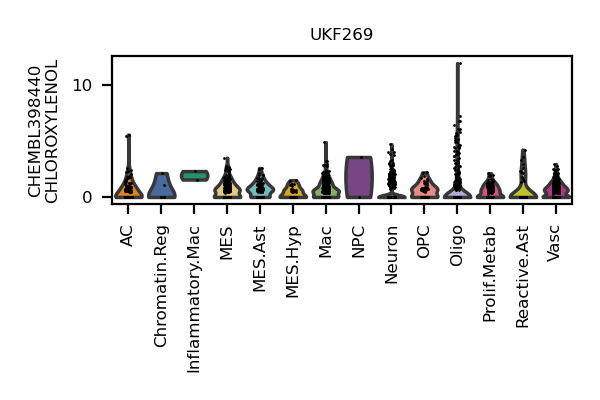 UKF269
CHEMBL398440
CHLOROXYLENOL
10
0
AC
Chromatin.Reg
Inflammatory.Mac
MES
MES.Ast
MES.Hyp
Mac
NPC
Neuron
OPC
Oligo
Prolif.Metab
Reactive.Ast
Vasc